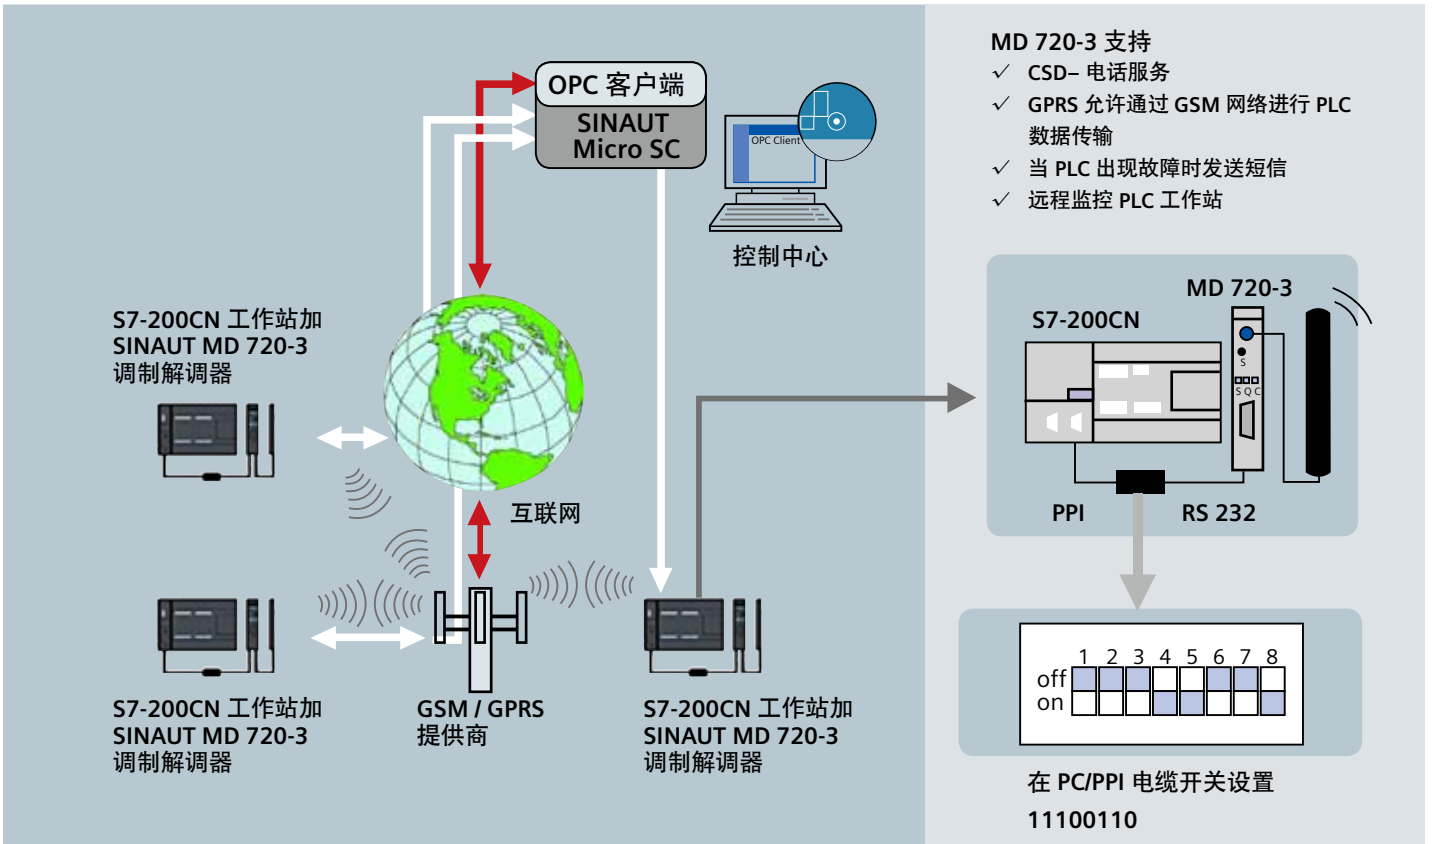 OPC 客户端
SINAUT
Micro SC
OPC Client
控制中心
S7-200CN 工作站加
SINAUT MD 720-3
调制解调器
互联网
S7-200CN 工作站加
SINAUT MD 720-3
调制解调器
GSM / GPRS
提供商
S7-200CN 工作站加
SINAUT MD 720-3
调制解调器
MD 720-3 支持
✓ CSD– 电话服务
✓ GPRS 允许通过 GSM 网络进行 PLC
数据传输
✓ 当 PLC 出现故障时发送短信
✓ 远程监控 PLC 工作站
MD 720-3
S7-200CN
S
S Q C
PPI
RS 232
1 2 3 4 5 6 7 8
off
on
在 PC/PPI 电缆开关设置
11100110